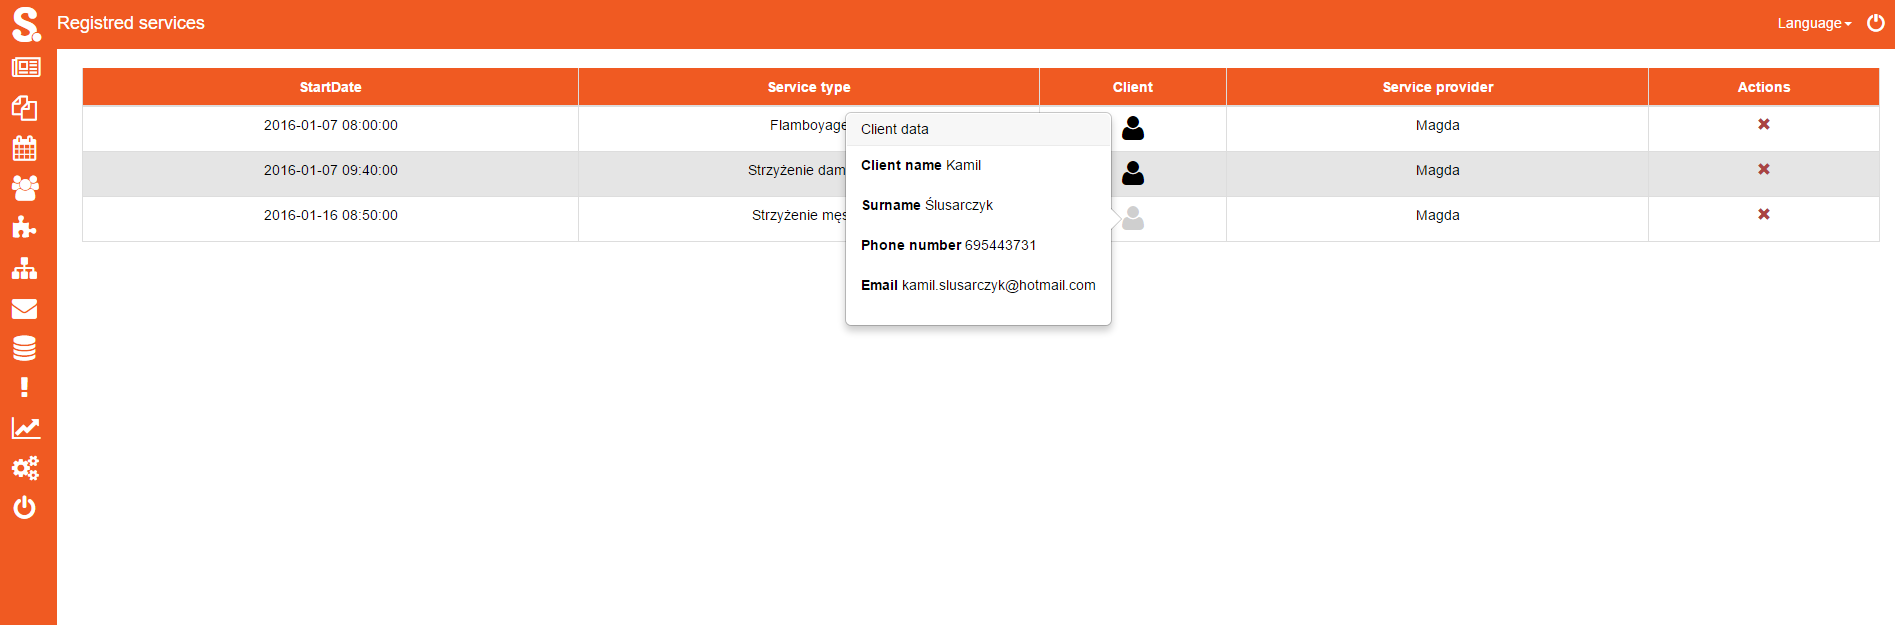 S.
Registred services
Language
StartDate Service type Client Service provider Actions
2016-01-07 08:00:00 Flamboyage Magda
2016-01-07 09:40:00 Strzyżenie Magda
2016-01-16 08:50:00 Strzyżenie Magda
Client data
Client name Kamil
Surname Ślusarczyk
Phone number 695443731
Email kamil.slusarczyk@hotmail.com